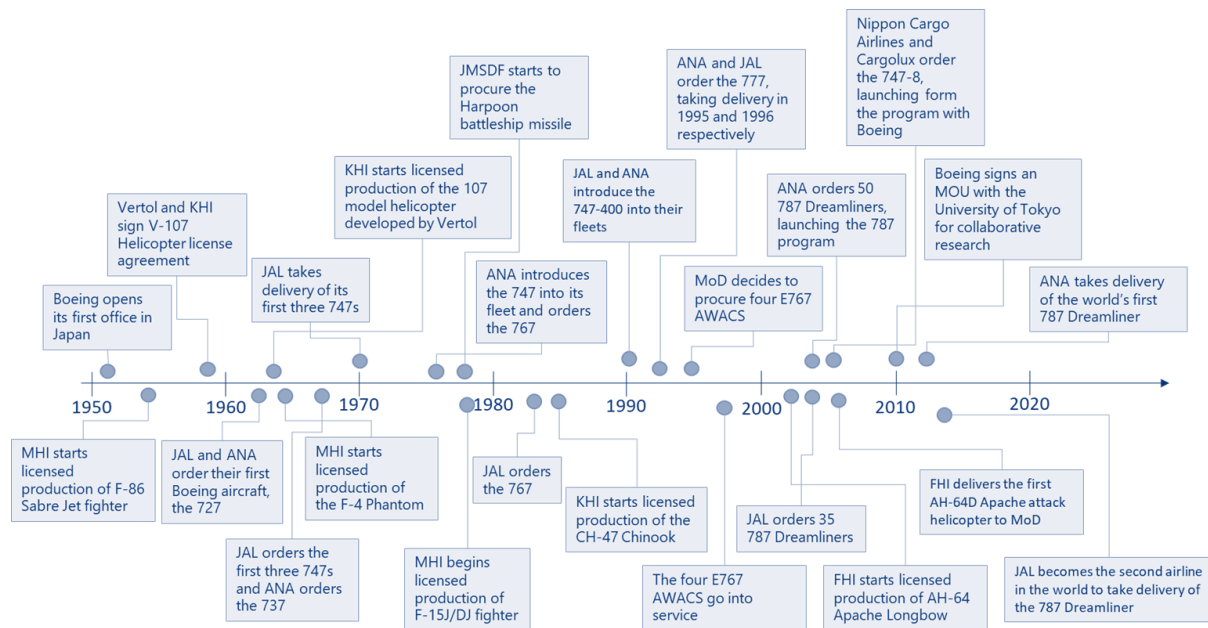 Nippon Cargo
Airlines and
Cargolux order
the 747-8,
launching form
the program with
Boeing
ANA and JAL
order the 777,
taking delivery in
1995 and 1996
respectively
JMSDF starts to
procure the
Harpoon
battleship missile
KHI starts licensed
production of the 107
model helicopter
developed by Vertol
JAL and ANA
introduce the
747-400 into their
fleets
ANA orders 50
787 Dreamliners,
launching the 787
program
Boeing signs an
MOU with the
University of Tokyo
for collaborative
research
Vertol and KHI
sign V-107
Helicopter license
agreement
JAL takes
delivery of its
first three 747s
ANA introduces
the 747 into its
fleet and orders
the 767
MoD decides to
procure four E767
AWACS
ANA takes delivery
of the world's first
787 Dreamliner
Boeing opens
its first office in
Japan
1950
1960
1970
1980
1990
2000
2010
2020
MHI starts
licensed
production of F-86
Sabre Jet fighter
JAL and ANA
order their first
Boeing aircraft,
the 727
MHI starts
licensed
production of
the F-4 Phantom
JAL orders
the 767
KHI starts licensed
production of the
CH-47 Chinook
JAL orders 35
787 Dreamliners
FHI delivers the first
AH-64D Apache attack
helicopter to MoD
JAL orders the
first three 747s
and ANA orders
the 737
MHI begins
licensed
production of
F-15J/DJ fighter
The four E767
AWACS go into
service
FHI starts licensed
production of AH-64
Apache Longbow
JAL becomes the second airline
in the world to take delivery of
the 787 Dreamliner